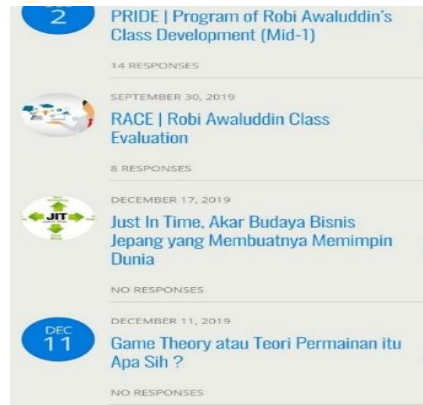 2
PRIDE | Program of Robi Awaluddin's
Class Development (Mid-1)
14 RESPONSES
SEPTEMBER 30, 2019
RACE | Robi Awaluddin Class
Evaluation
8 RESPONSES
DECEMBER 17, 2019
JIT
Just In Time, Akar Budaya Bisnis
Jepang yang Membuatnya Memimpin
Dunia
NO RESPONSES
DECEMBER 11, 2019
DEC
11
Game Theory atau Teori Permainan itu
Apa Sih ?
NO RESPONSES